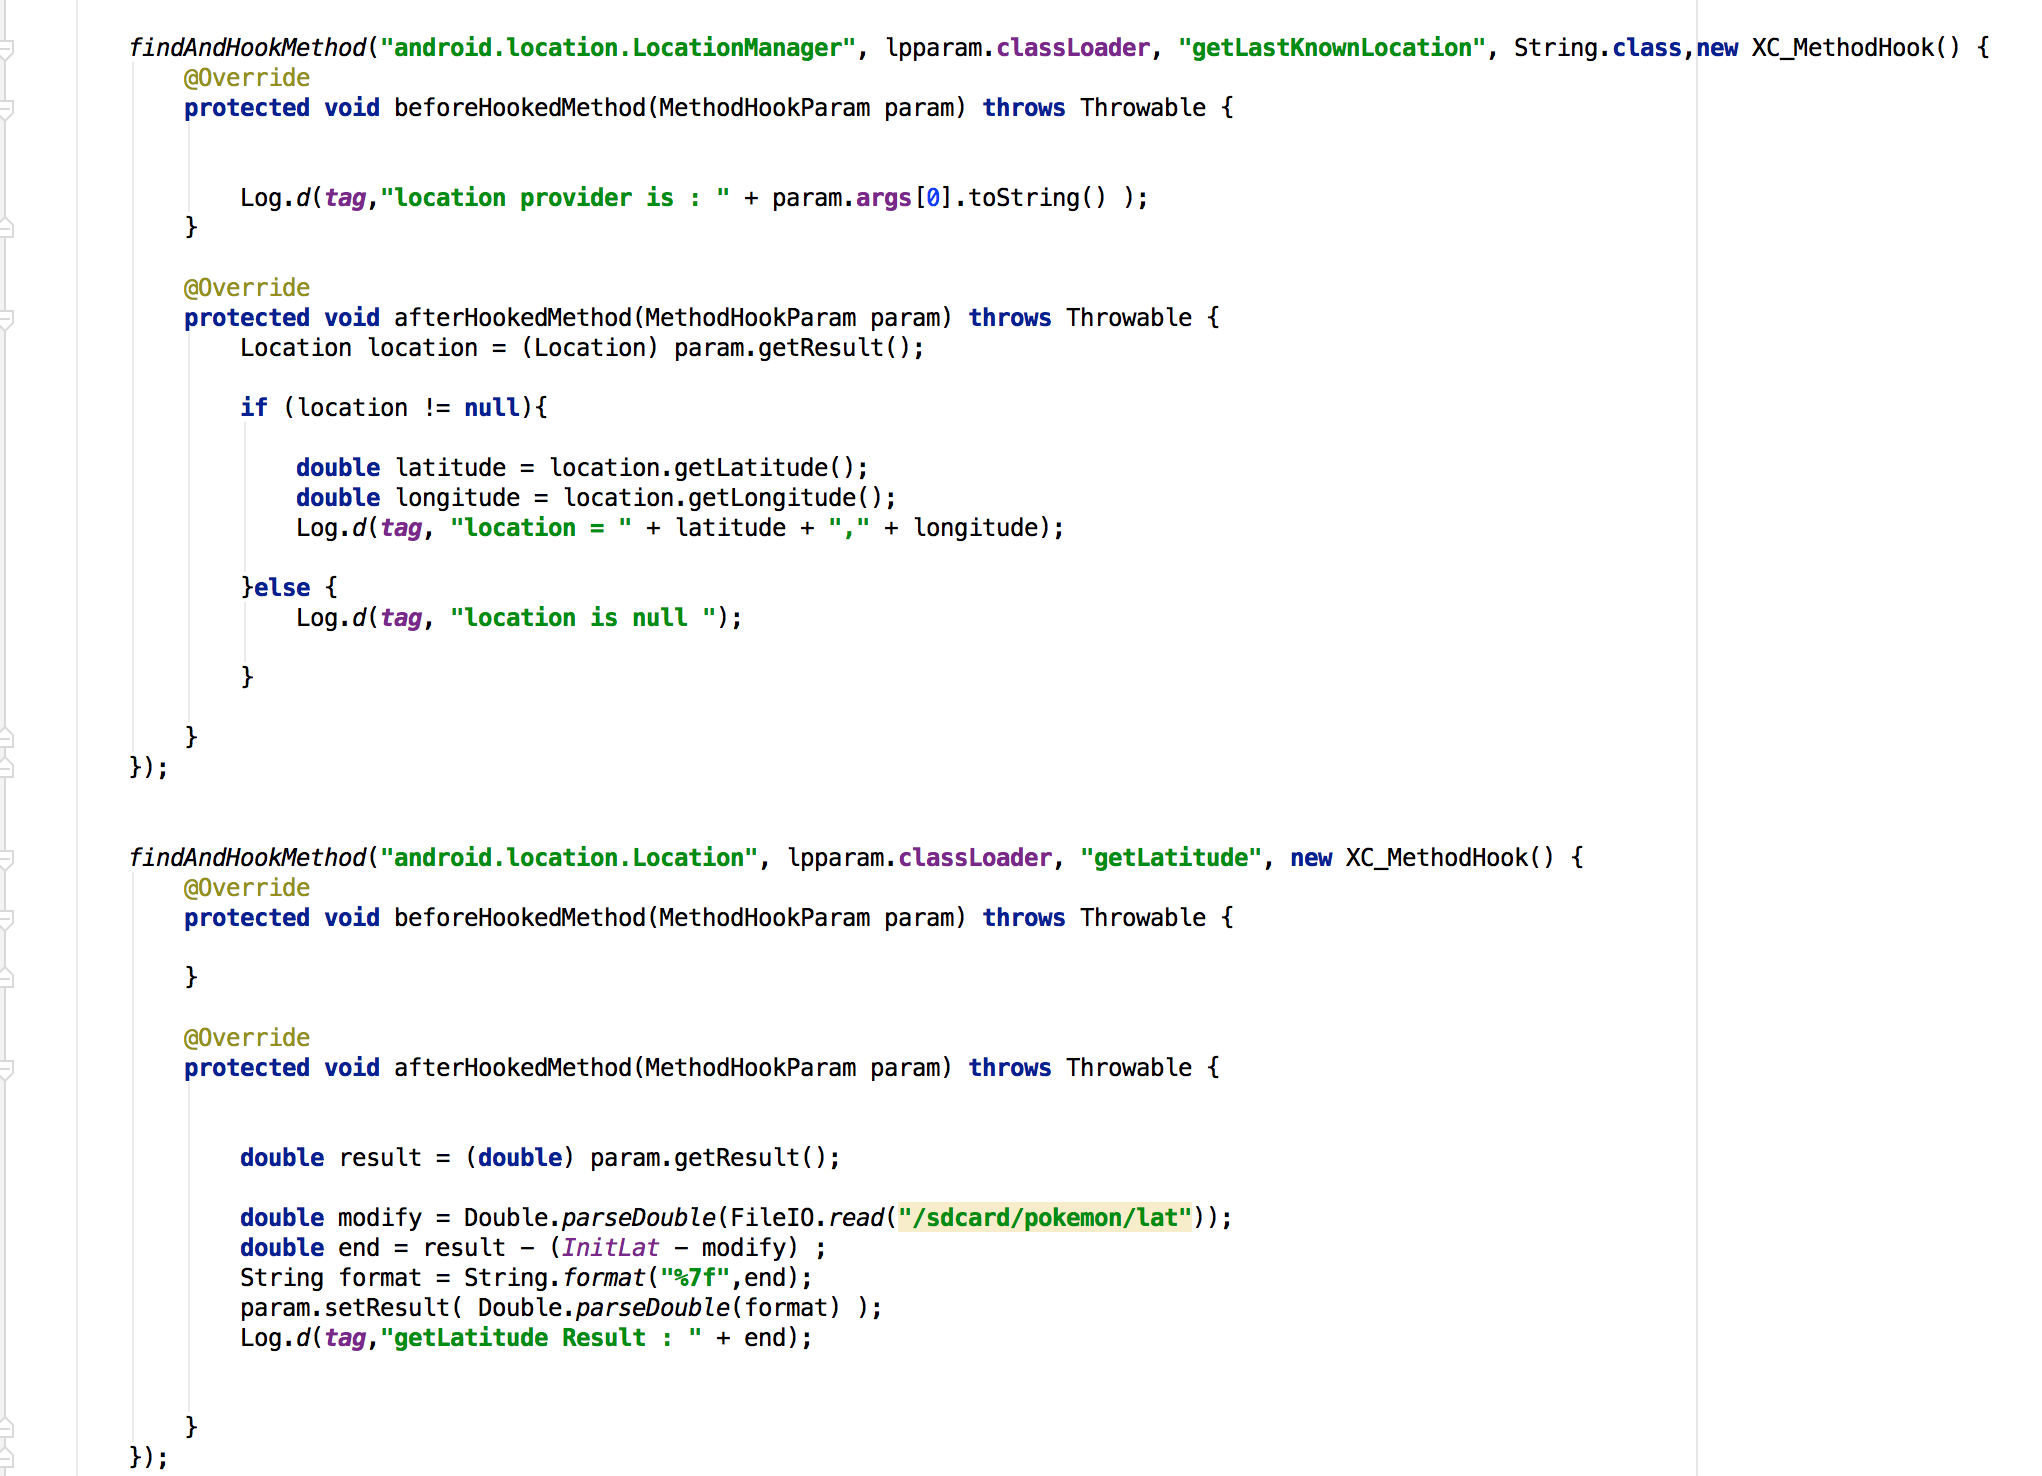 findAndHookMethod("android.location.LocationManager", lpparam.classLoader, "getLastKnownLocation", String.class,new XC_MethodHook() {
@Override
protected void beforeHookedMethod(MethodHookParam param) throws Throwable {
Log.d(tag,"location provider is : " + param.args[0].toString() );
}
@Override
protected void afterHookedMethod(MethodHookParam param) throws Throwable {
Location location = (Location) param.getResult();
if (location != null){
double latitude = location.getLatitude();
double longitude = location.getLongitude();
Log.d(tag, "location = " + latitude + "," + longitude);
}else {
Log.d(tag, "location is null ");
}
}
});
findAndHookMethod("android.location.Location", lpparam.classLoader, "getLatitude", new XC_MethodHook() {
@Override
protected void beforeHookedMethod(MethodHookParam param) throws Throwable {
}
@Override
protected void afterHookedMethod(MethodHookParam param) throws Throwable {
double result = (double) param.getResult();
double modify = Double.parseDouble(FileIO.read("/sdcard/pokemon/lat"));
double end = result - (InitLat - modify) ;
String format = String.format("%7f",end);
param.setResult( Double.parseDouble(format) );
Log.d(tag,"getLatitude Result : " + end);
}
});